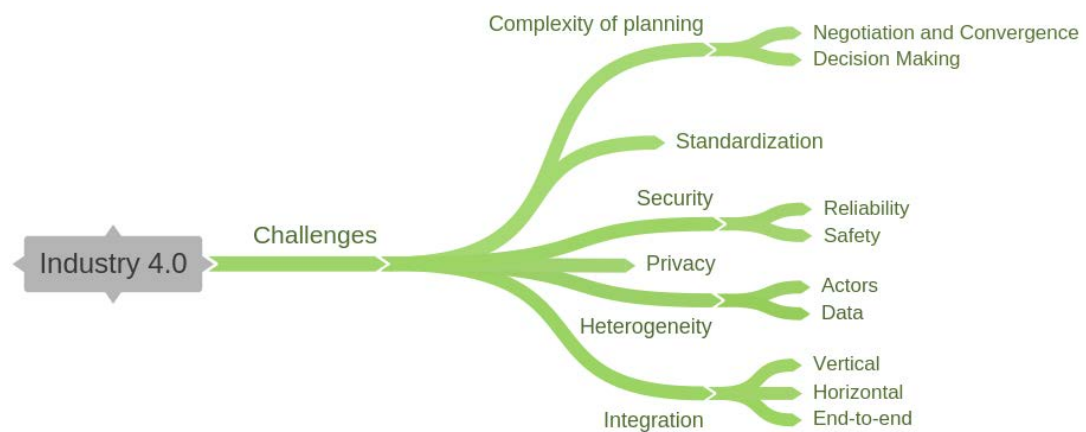 Industry 4.0
Challenges
Complexity of planning
Negotiation and Convergence
Decision Making
Standardization
Security
Reliability
Safety
Privacy
Heterogeneity
Actors
Data
Integration
Vertical
Horizontal
End-to-end